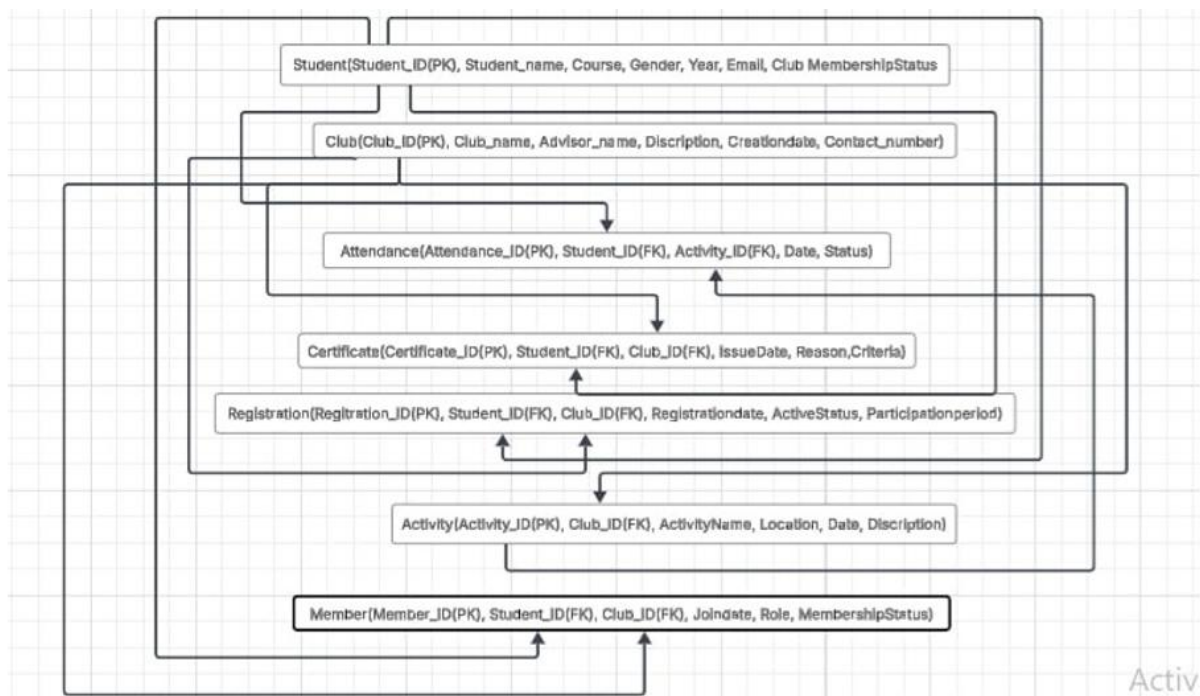 Student(Student_ID(PK), Student_name, Course, Gender, Year, Email, Club MembershipStatus
Club(Club_ID(PK), Club_name, Advisor_name, Discription, Creationdate, Contact_number)
Attendance(Attendance_ID(PK), Student_ID(FK), Activity_ID(FK), Date, Status)
Certificate(Certificate_ID(PK), Student_ID(FK), Club_ID(FK), IssueDate, Reason,Criteria)
Registration(Regitration_ID(PK), Student_ID(FK), Club_ID(FK), Registrationdate, ActiveStatus, Participationperiod)
Activity(Activity_ID(PK), Club_ID(FK), ActivityName, Location, Date, Discription)
Member(Member_ID(PK), Student_ID(FK), Club_ID(FK), Joindate, Role, MembershipStatus)
Activ